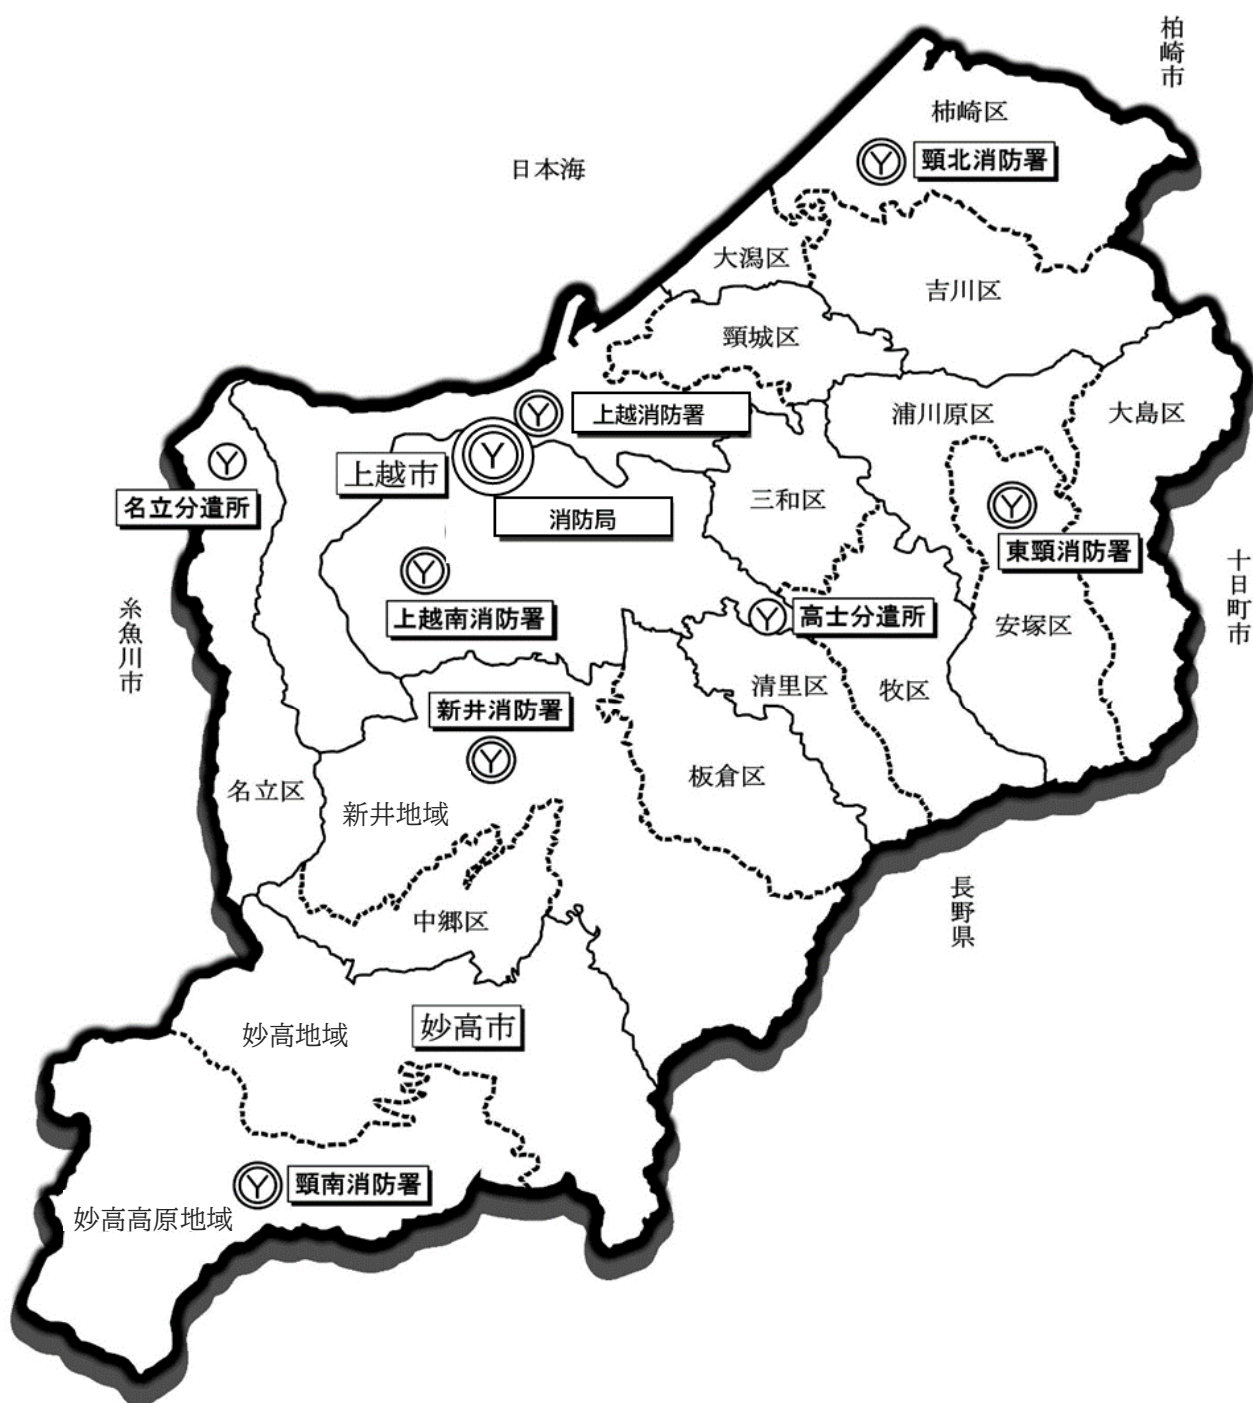 柏崎市
柿崎区
頸北消防署
日本海
大潟区
吉川区
頸城区
上越消防署
浦川原区
大島区
上越市
名立分遣所
消防局
三和区
東頸消防署
十日町市
糸魚川市
上越南消防署
高士分遣所
安塚区
清里区
牧区
新井消防署
板倉区
名立区
新井地域
中郷区
長野県
妙高地域
妙高市
頸南消防署
妙高高原地域